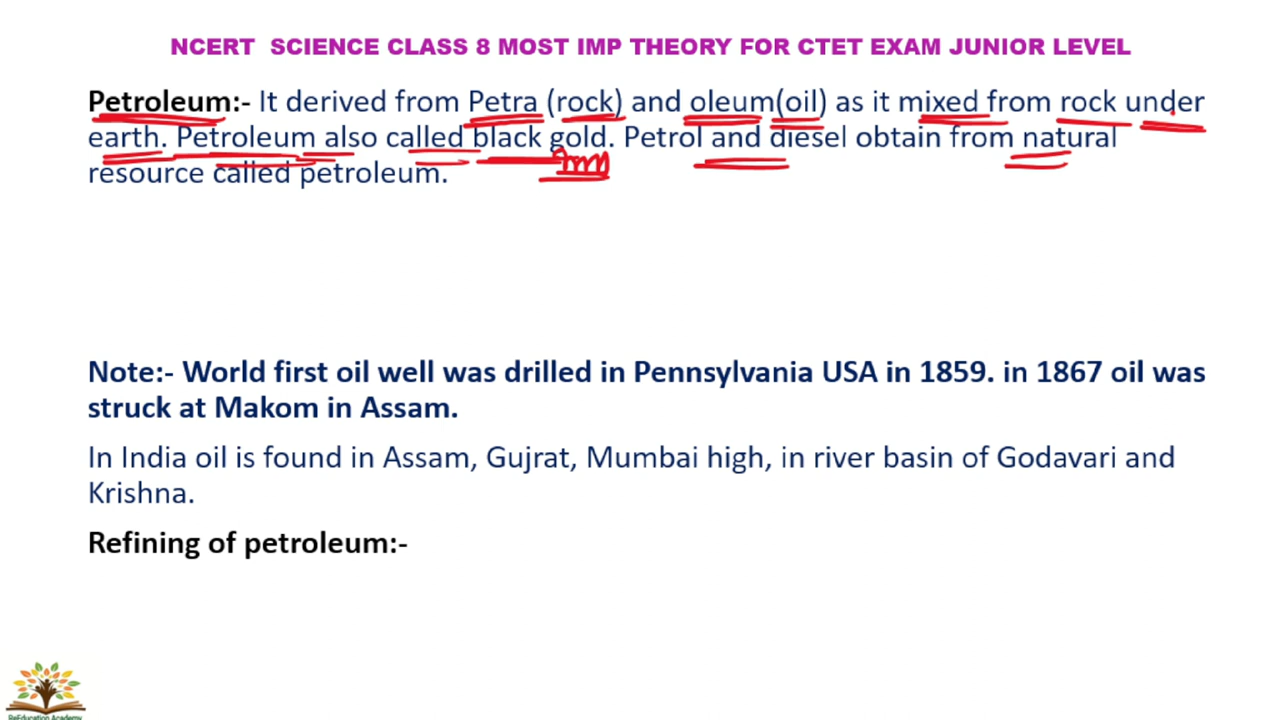 NCERT SCIENCE CLASS 8 MOST IMP THEORY FOR CTET EXAM JUNIOR LEVEL
Petroleum:- It derived from Petra (rock) and oleum(oil) as it mixed from rock under
earth. Petroleum also called black gold. Petrol and diesel obtain from natural
resource called petroleum.
Note:- World first oil well was drilled in Pennsylvania USA in 1859. in 1867 oil was
struck at Makom in Assam.
In India oil is found in Assam, Gujrat, Mumbai high, in river basin of Godavari and
Krishna.
Refining of petroleum:-
ReEducation Academy